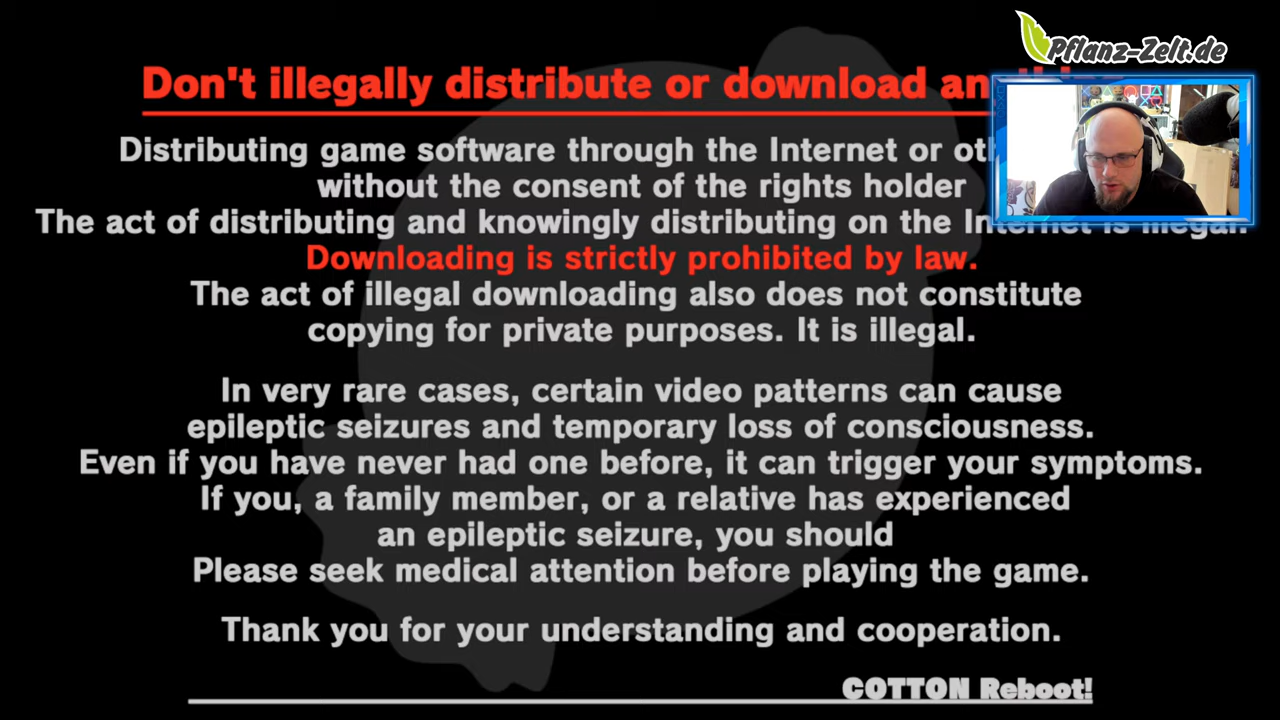 Pflanz-Zelt.de
Don't illegally distribute or download
Distributing game software through the Internet or
without the consent of the rights holder
The act of distributing and knowingly distributing on the Internet is illegal.
Downloading is strictly prohibited by law.
The act of illegal downloading also does not constitute
copying for private purposes. It is illegal.
In very rare cases, certain video patterns can cause
epileptic seizures and temporary loss of consciousness.
Even if you have never had one before, it can trigger your symptoms.
If you, a family member, or a relative has experienced
an epileptic seizure, you should
Please seek medical attention before playing the game.
Thank you for your understanding and cooperation.
COTTON Reboot!